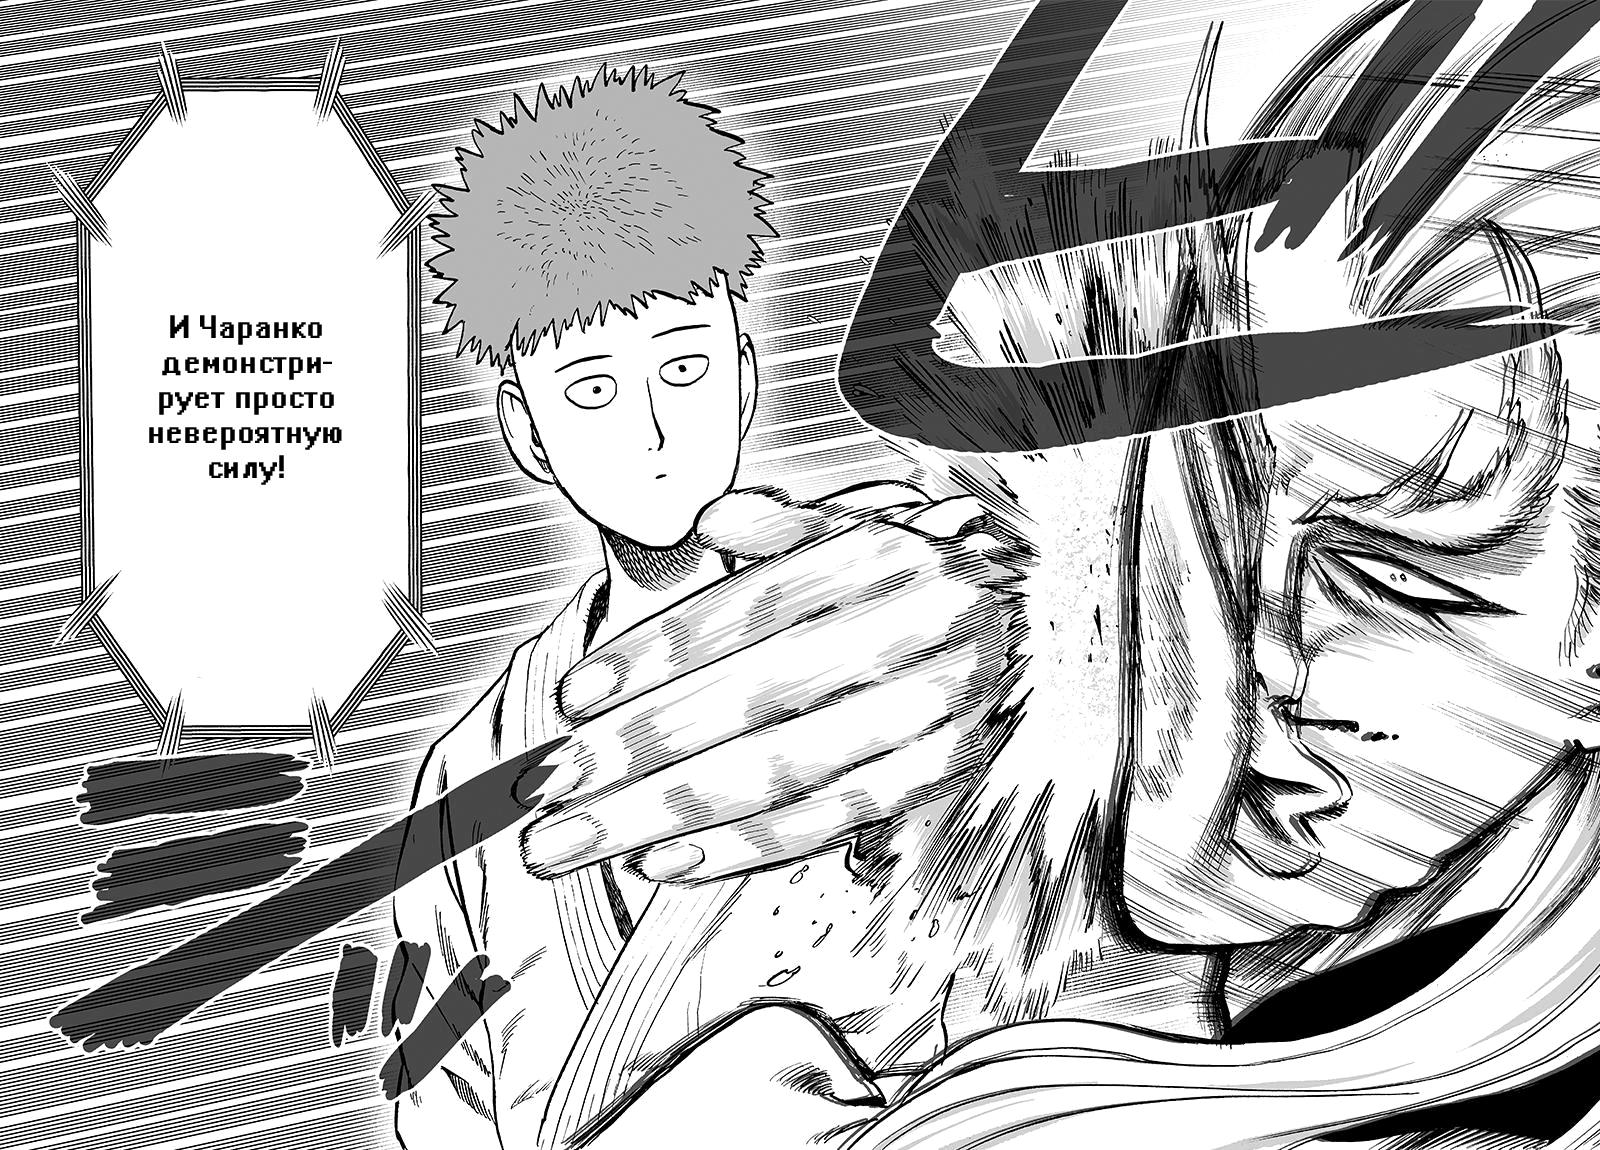 И Чаранко
демонстри-
рует просто
невероятную
силу!